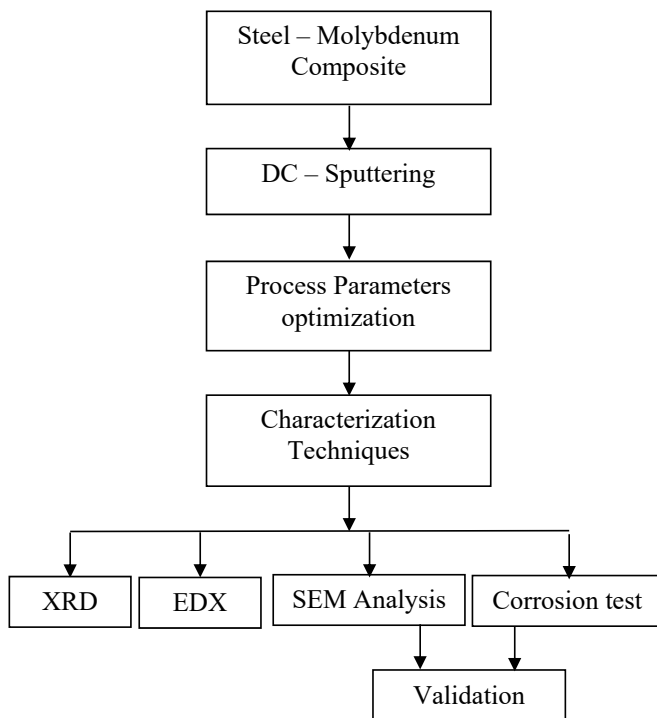 Steel – Molybdenum
Composite
DC – Sputtering
Process Parameters
optimization
Characterization
Techniques
XRD
EDX
SEM Analysis
Corrosion test
Validation